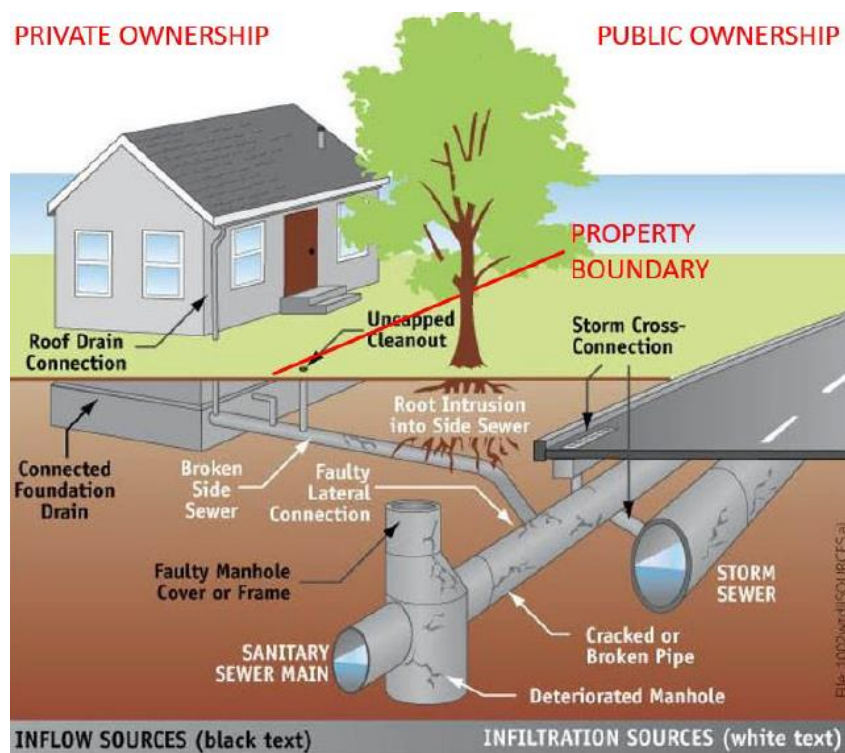 PRIVATE OWNERSHIP
PUBLIC OWNERSHIP
PROPERTY
BOUNDARY
Roof Drain
Connection
Uncapped
Cleanout
Storm Cross-
Connection
Root Intrusion
into Side Sewer
Connected
Foundation
Drain
Broken
Side
Sewer
Faulty
Lateral
Connection
Faulty Manhole
Cover or Frame
STORM
SEWER
SANITARY
SEWER MAIN
Cracked or
Broken Pipe
Deteriorated Manhole
INFLOW SOURCES (black text)
INFILTRATION SOURCES (white text)